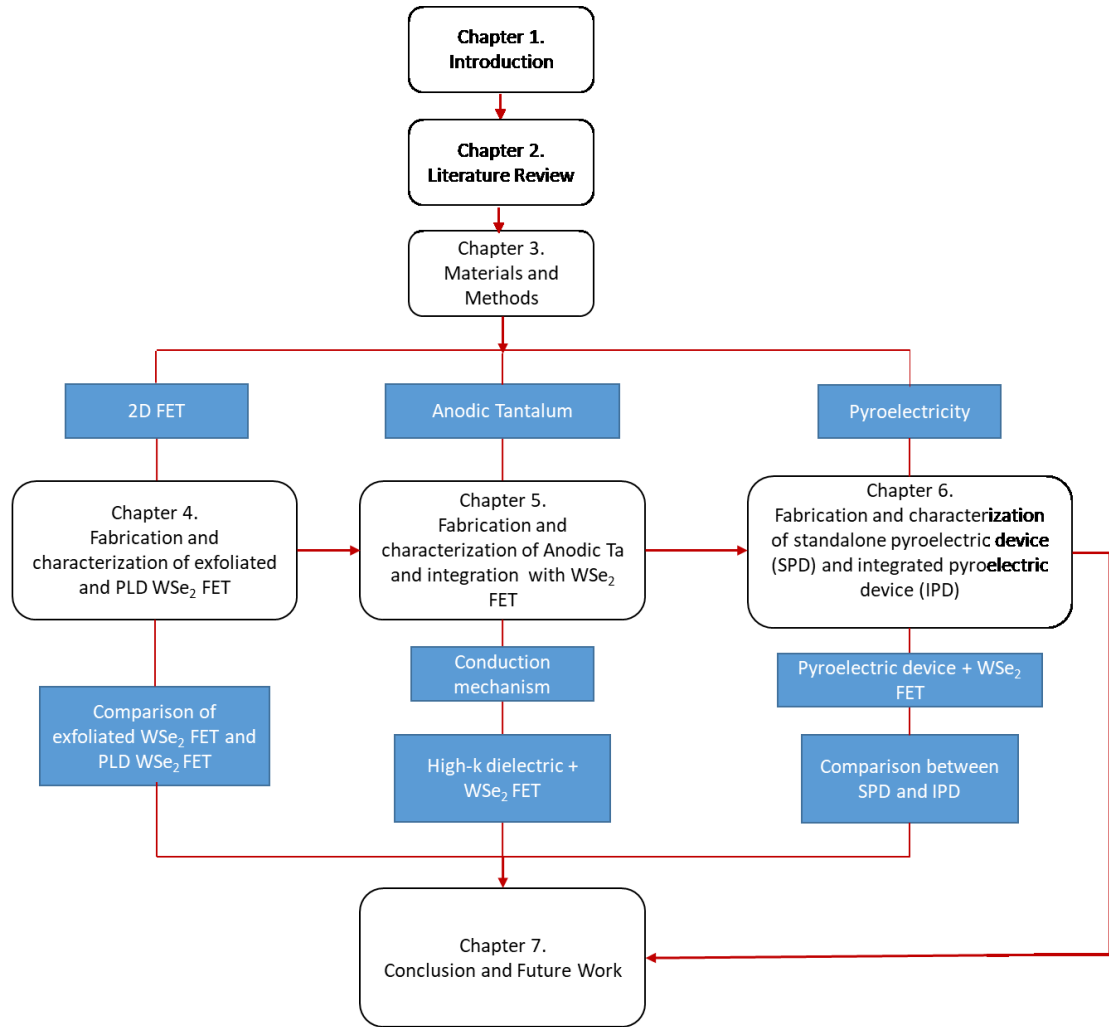 Chapter 1.
Introduction
Chapter 2.
Literature Review
Chapter 3.
Materials and
Methods
2D FET
Anodic Tantalum
Pyroelectricity
Chapter 4.
Fabrication and
characterization of exfoliated
and PLD WSe₂ FET
Chapter 5.
Fabrication and
characterization of Anodic Ta
and integration with WSe₂
FET
Chapter 6.
Fabrication and characterization
of standalone pyroelectric device
(SPD) and integrated pyroelectric
device (IPD)
Comparison of
exfoliated WSe₂ FET and
PLD WSe₂ FET
Conduction
mechanism
High-k dielectric +
WSe₂ FET
Pyroelectric device + WSe₂
FET
Comparison between
SPD and IPD
Chapter 7.
Conclusion and Future Work